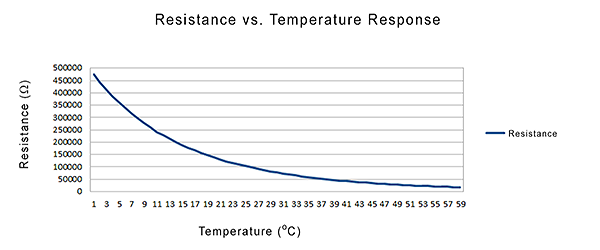 Resistance vs. Temperature Response
Resistance (Ω)
500000
450000
400000
350000
300000
250000
200000
150000
100000
50000
0
1 3 5 7 9 11 13 15 17 19 21 23 25 27 29 31 33 35 37 39 41 43 45 47 49 51 53 55 57 59
Temperature (°C)
Resistance